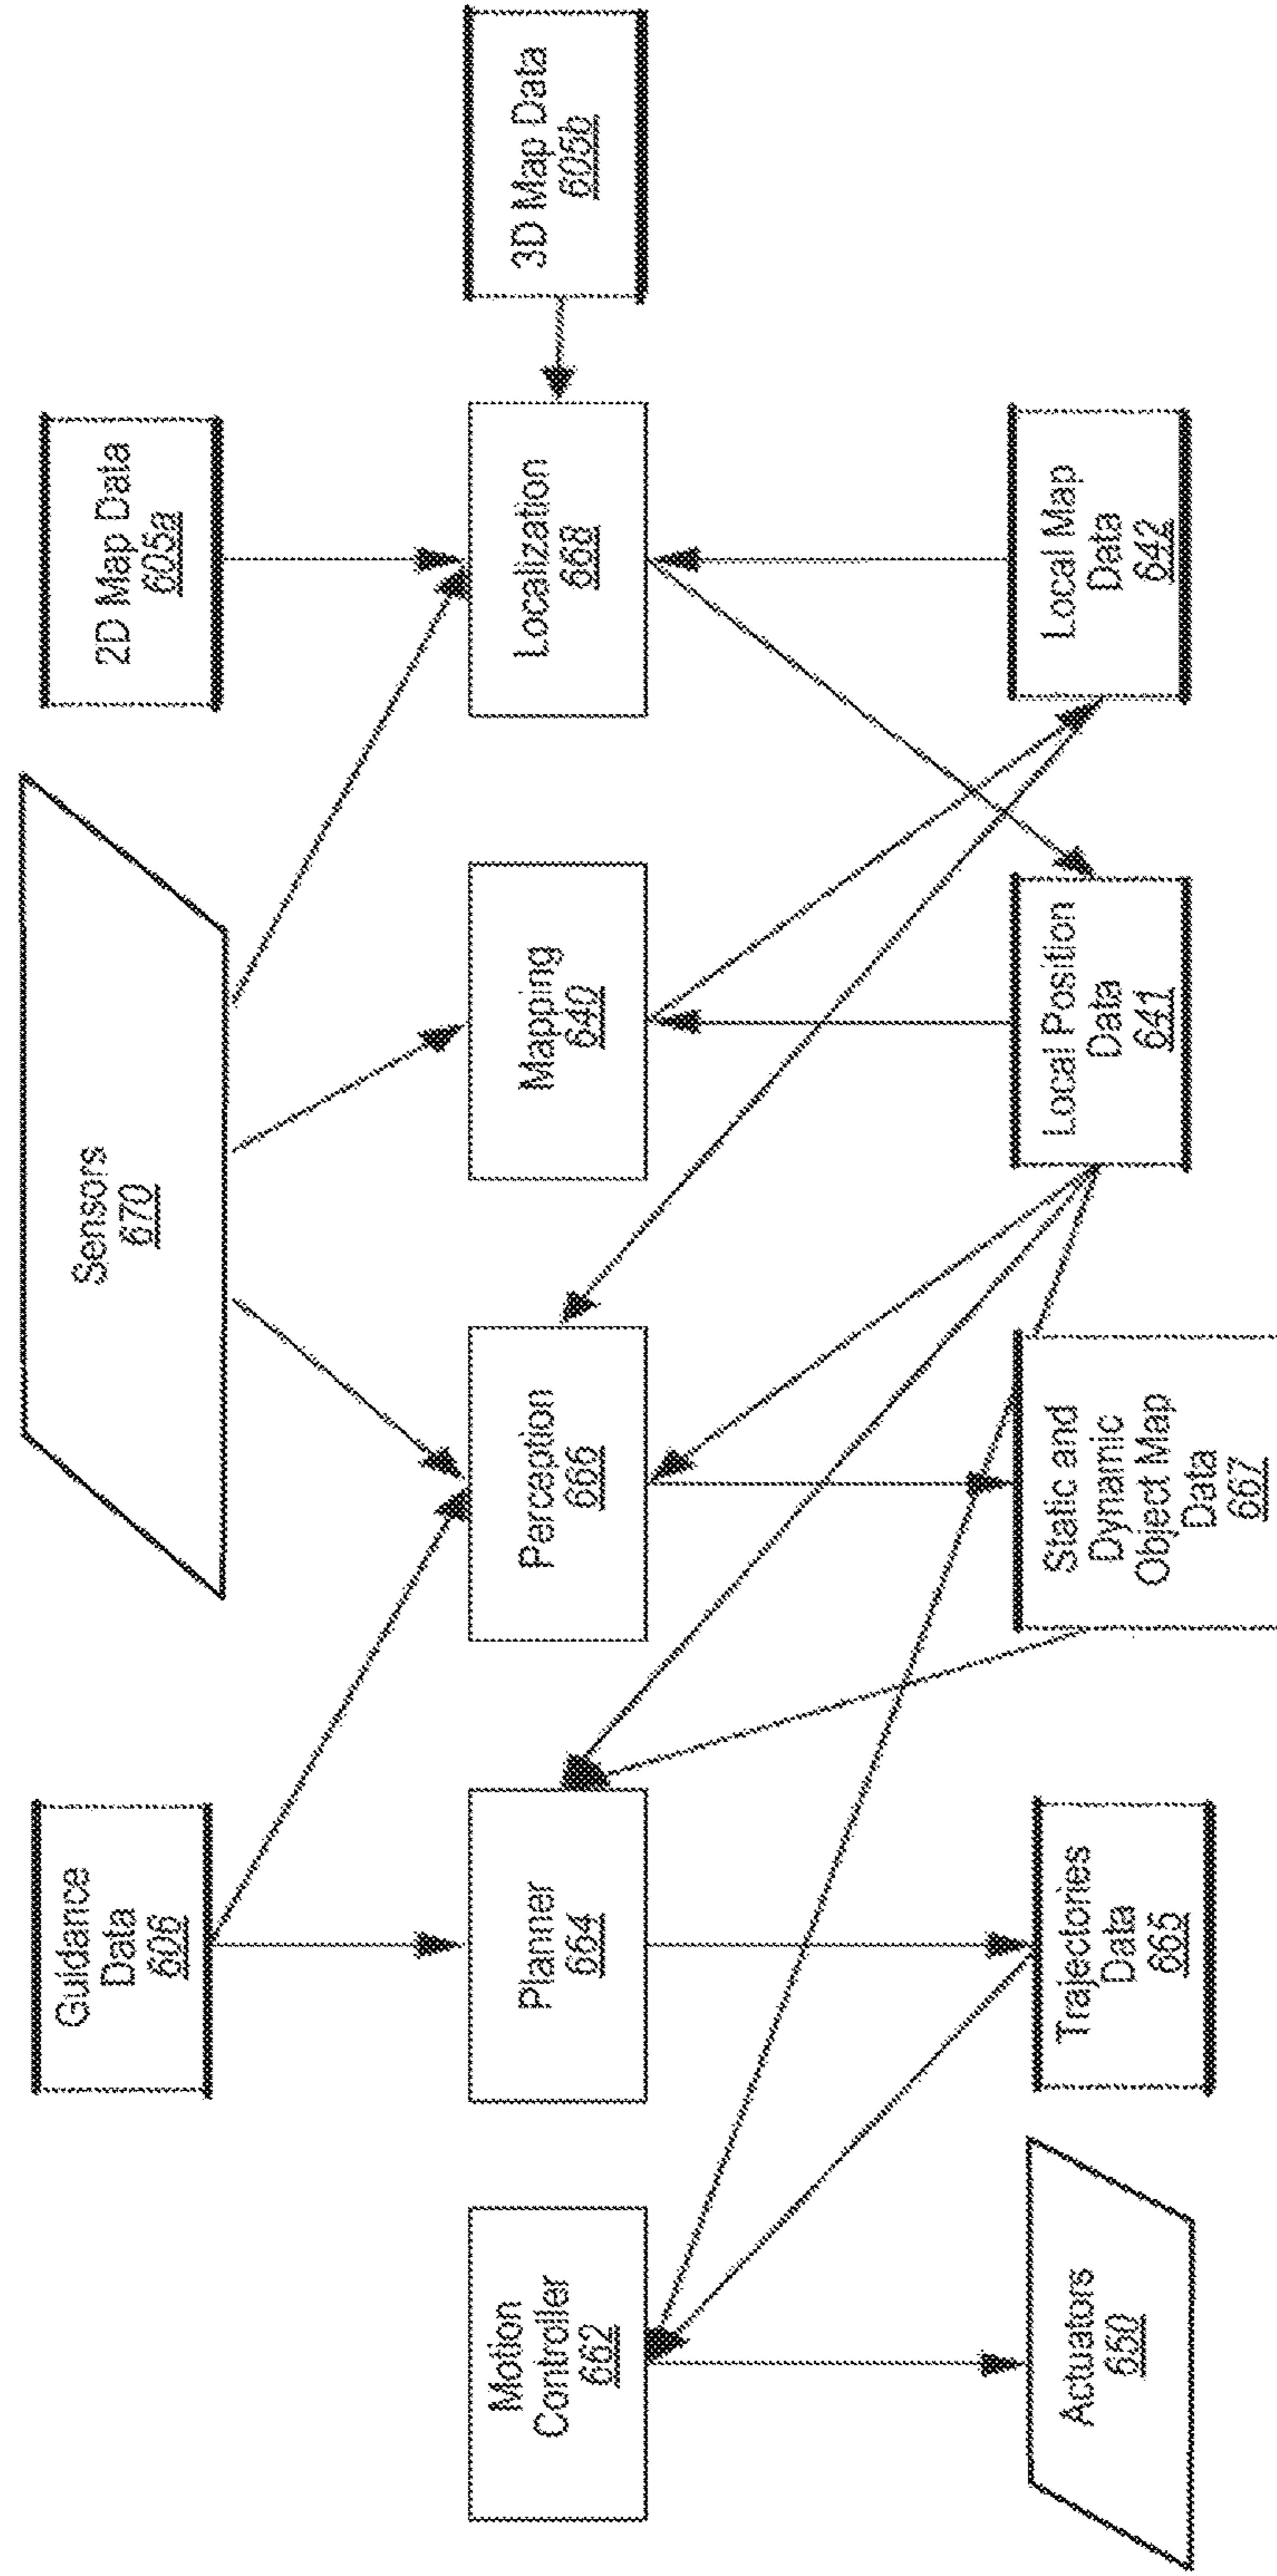 Guidance
Data
606
Sensors
670
2D Map Data
605a
Motion
Controller
662
Planner
664
Perception
666
Mapping
640
Localization
668
3D Map Data
605b
Actuators
650
Trajectories
Data
665
Static and
Dynamic
Object Map
Data
667
Local Position
Data
641
Local Map
Data
642